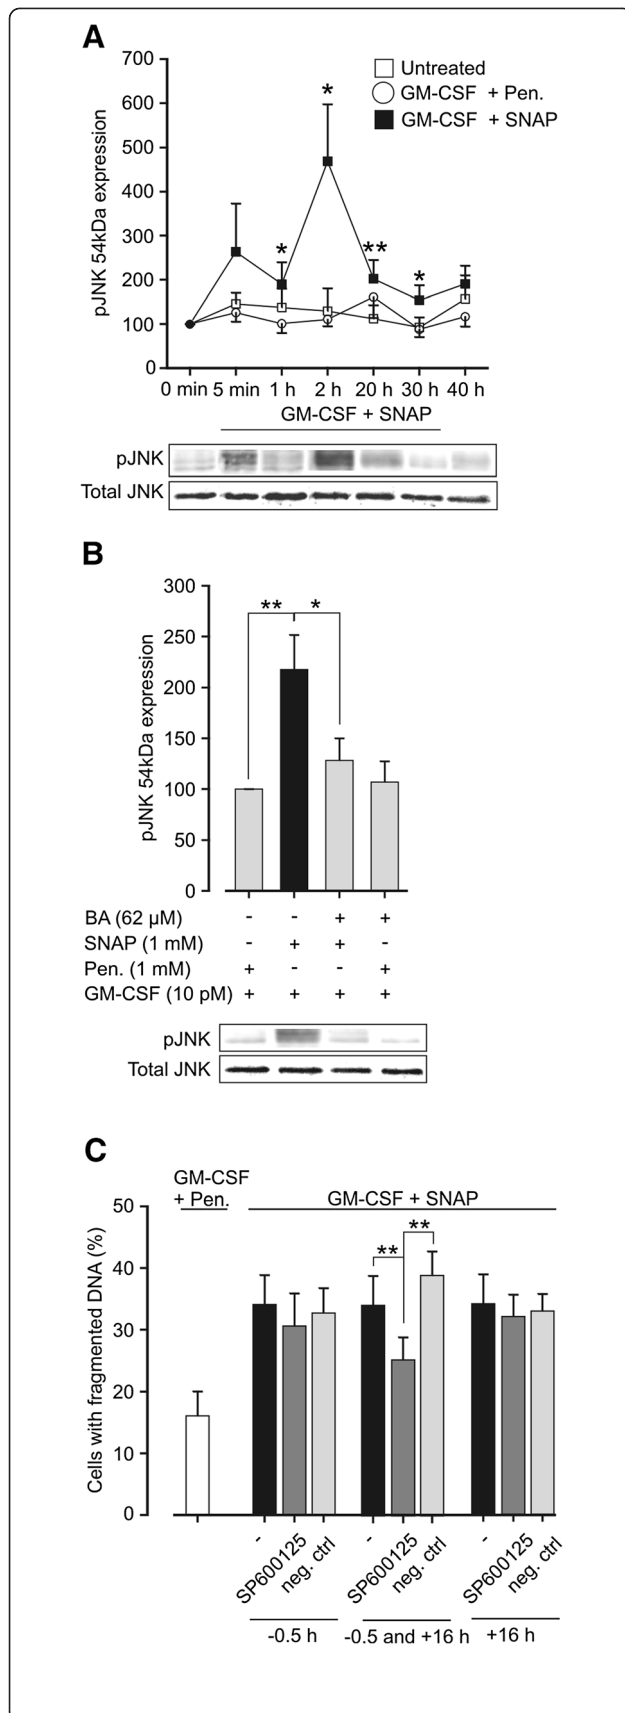 A
700
600
500
400
300
200
100
0
pJNK 54kDa expression
Untreated
GM-CSF + Pen.
GM-CSF + SNAP
*
*
**
*
0 min 5 min 1 h 2 h 20 h 30 h 40 h
GM-CSF + SNAP
pJNK
Total JNK
B
300
250
200
150
100
50
0
pJNK 54kDa expression
** *
BA (62 µM) - - + +
SNAP (1 mM) - + + -
Pen. (1 mM) + - - +
GM-CSF (10 pM) + + + +
pJNK
Total JNK
C
GM-CSF
+ Pen.
GM-CSF + SNAP
50
40
30
20
10
0
Cells with fragmented DNA (%)
**
**
- SP600125 neg. ctrl - SP600125 neg. ctrl - SP600125 neg. ctrl
-0.5 h -0.5 and +16 h +16 h